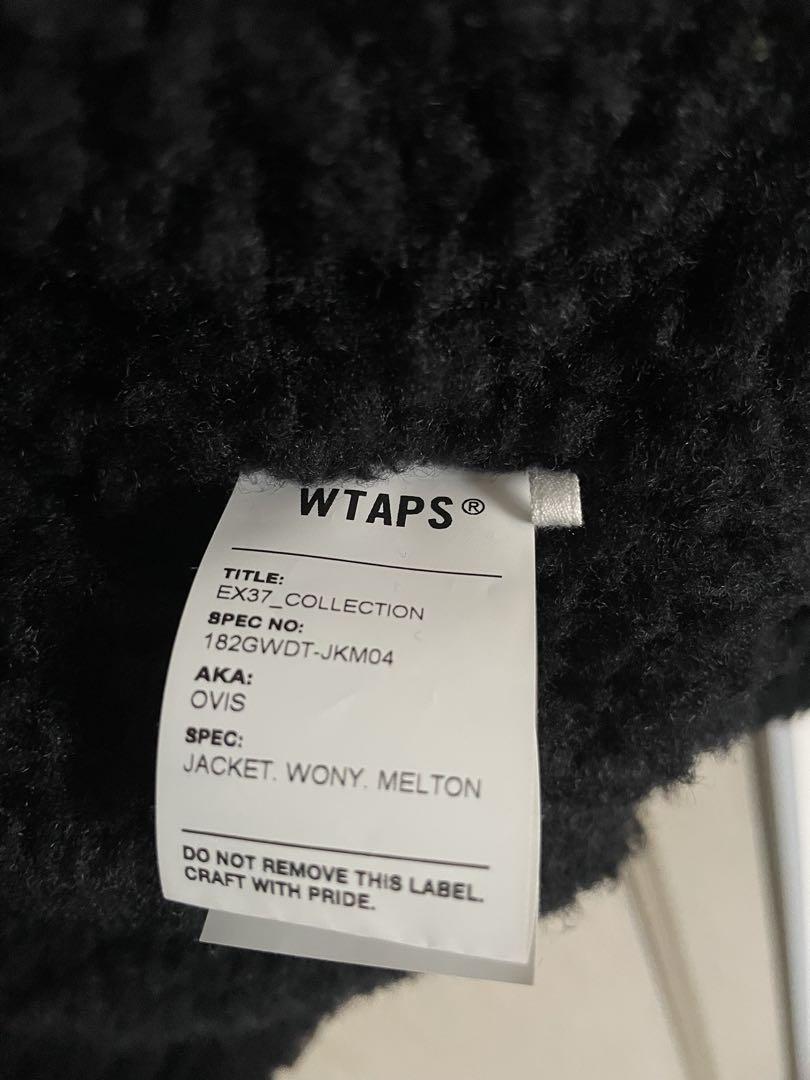 WTAPS®
TITLE:
EX37_COLLECTION
SPEC NO:
182GWDT-JKM04
AKA:
OVIS
SPEC:
JACKET. WONY. MELTON
DO NOT REMOVE THIS LABEL.
CRAFT WITH PRIDE.